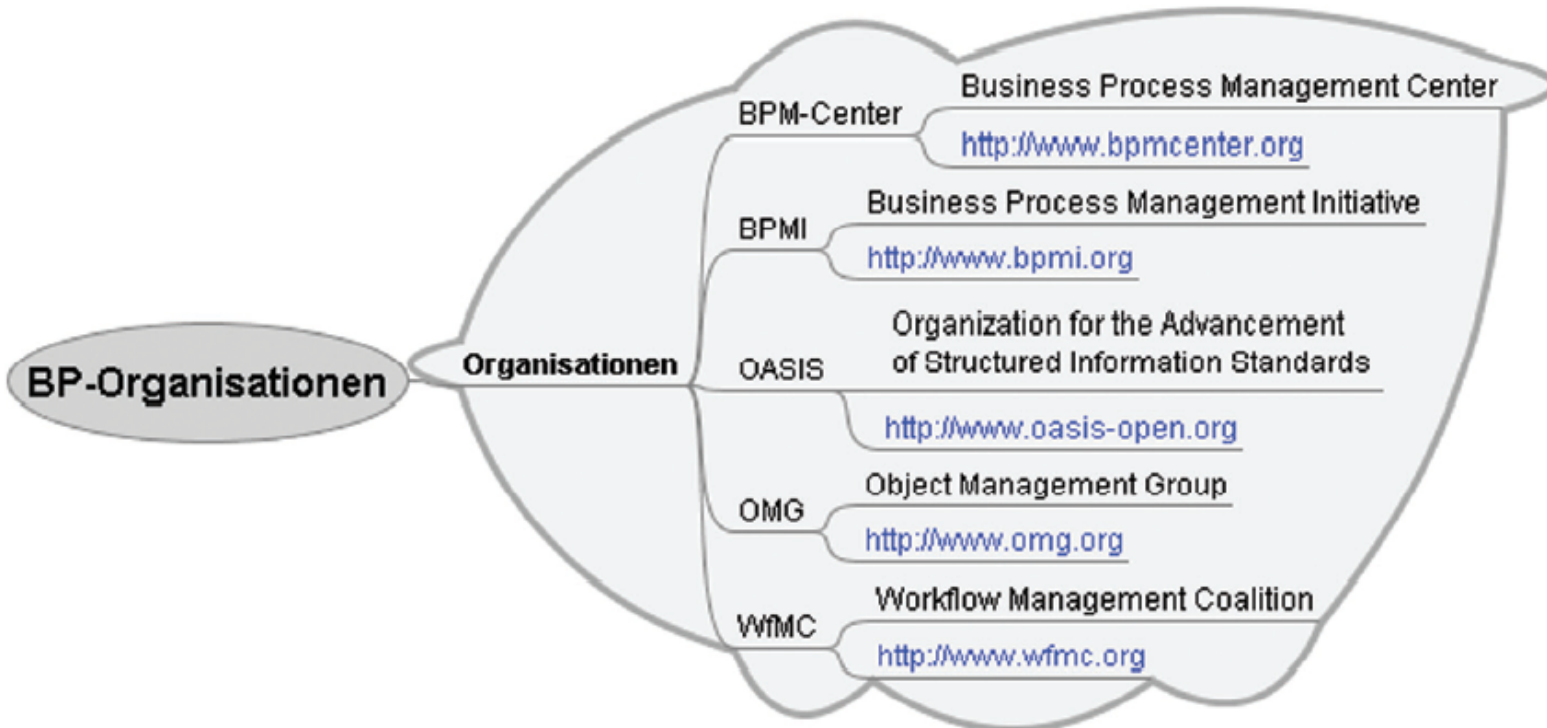 BP-Organisationen
Organisationen
BPM-Center
Business Process Management Center
http://www.bpmcenter.org
BPMI
Business Process Management Initiative
http://www.bpmi.org
OASIS
Organization for the Advancement
of Structured Information Standards
http://www.oasis-open.org
OMG
Object Management Group
http://www.omg.org
WfMC
Workflow Management Coalition
http://www.wfmc.org